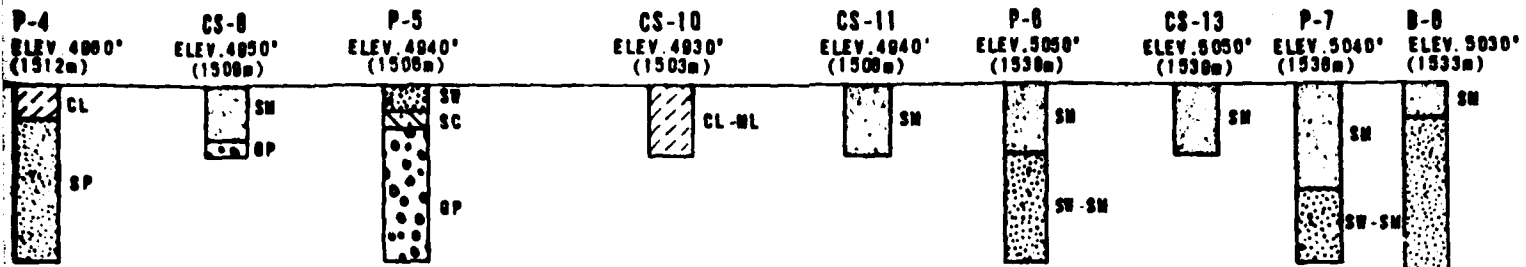 P-4 CS-9 P-5 CS-10 CS-11 P-6 CS-13 P-7 B-6
ELEV.4960' ELEV.4950' ELEV.4940' ELEV.4930' ELEV.4940' ELEV.5050' ELEV.5050' ELEV.5040' ELEV.5030'
(1512m) (1509m) (1506m) (1503m) (1506m) (1539m) (1539m) (1536m) (1533m)
CL SM SW CL-ML SM SM SM SM SM
SC
GP
SP GP SW-SM SW-SM